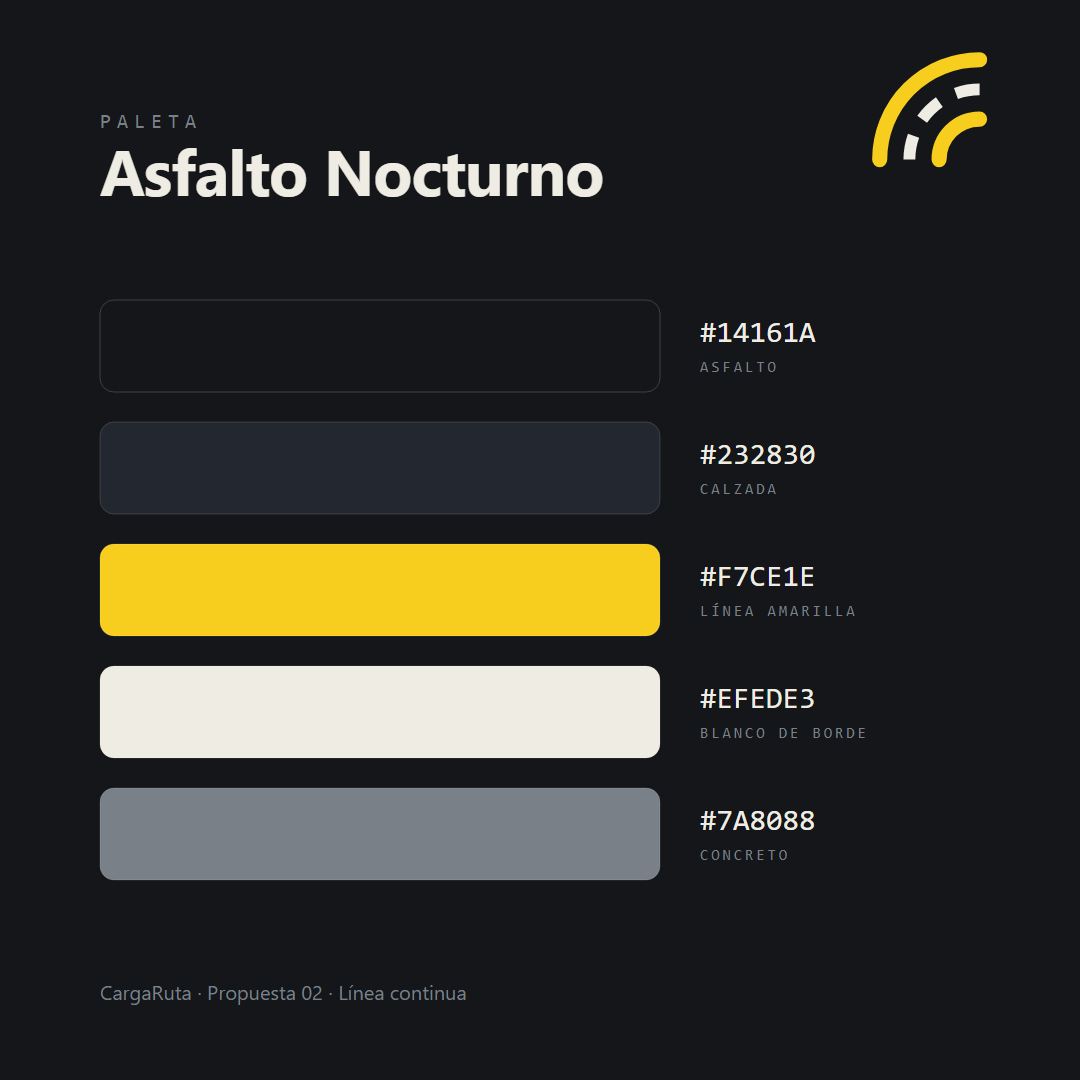 PALETA
Asfalto Nocturno
#14161A
ASFALTO
#232830
CALZADA
#F7CE1E
LÍNEA AMARILLA
#EFEDE3
BLANCO DE BORDE
#7A8088
CONCRETO
CargaRuta · Propuesta 02 · Línea continua